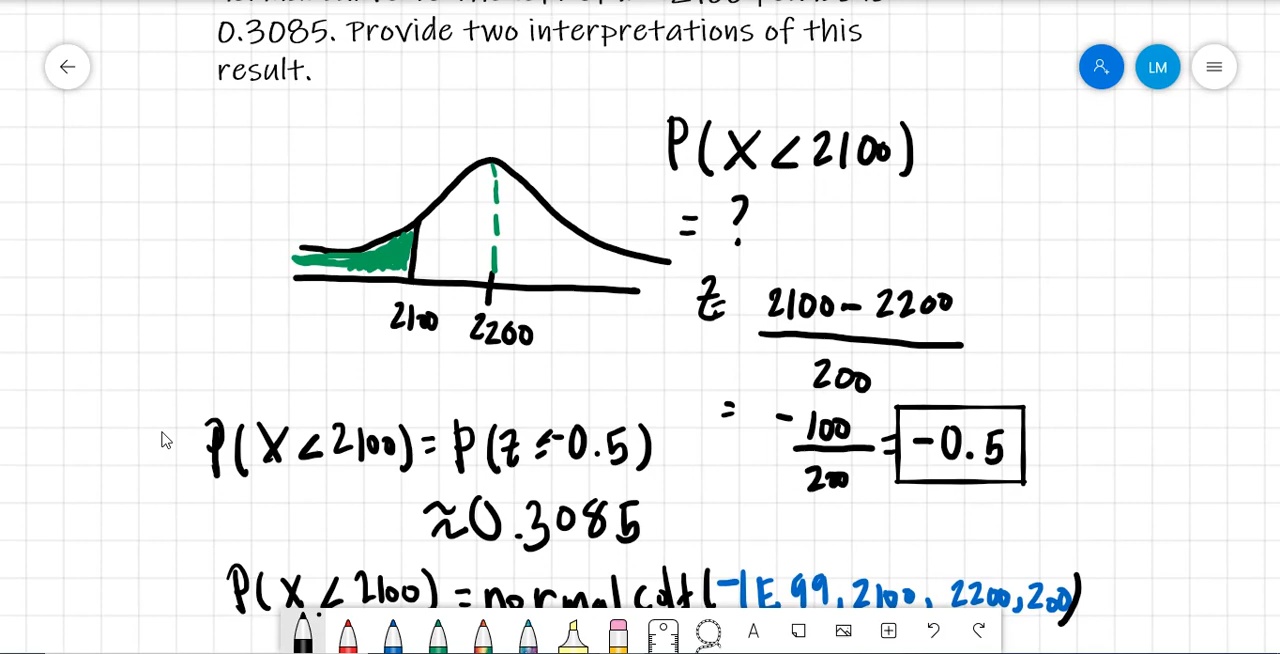 0.3085. Provide two interpretations of this
result.
LM
P(X < 2100)
= ?
z = 2100 - 2200
200
= -100
200
= -0.5
2100
2200
P(X < 2100) = P(z < -0.5)
≈ 0.3085
P(X < 2100) = normalcdf(-1E99, 2100, 2200, 200)
A